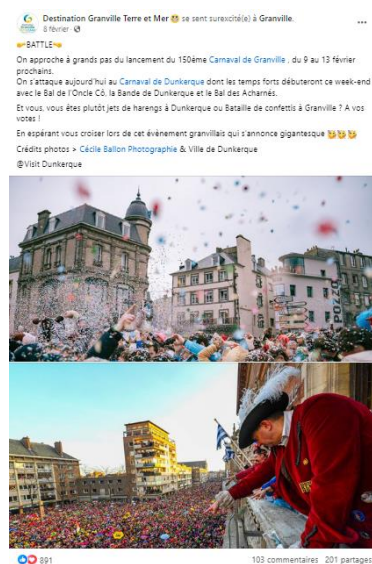 Destination Granville Terre et Mer 😁 se sent surexcité(e) à Granville.
8 février
👉BATTLE👈
On approche à grands pas du lancement du 150ème Carnaval de Granville , du 9 au 13 février
prochains.
On s'attaque aujourd'hui au Carnaval de Dunkerque dont les temps forts débuteront ce week-end
avec le Bal de l'Oncle Cô, la Bande de Dunkerque et le Bal des Acharnés.
Et vous, vous êtes plutôt jets de harengs à Dunkerque ou Bataille de confettis à Granville ? A vos
votes !
En espérant vous croiser lors de cet évènement granvillais qui s'annonce gigantesque 🥳🥳🥳
Crédits photos > Cécile Ballon Photographie & Ville de Dunkerque
@Visit Dunkerque
891
103 commentaires 201 partages